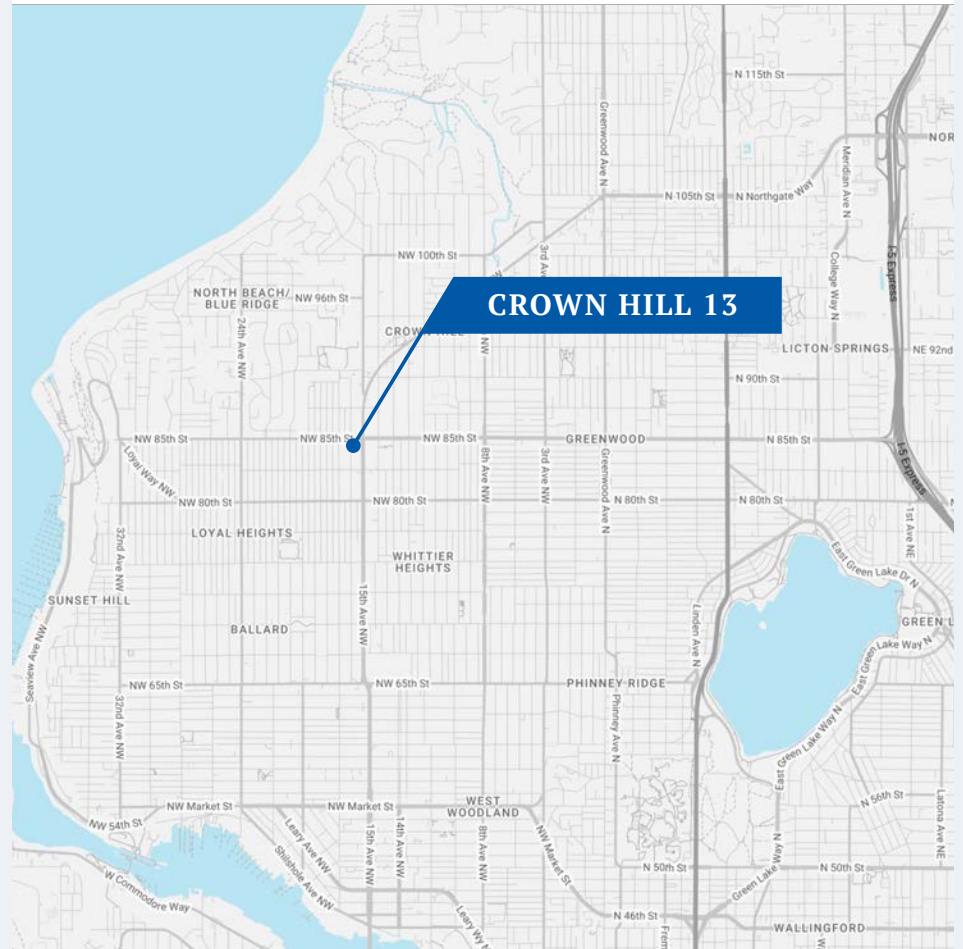 N 115th St
Greenwood Ave N
Meridian Ave N
NOR
N 105th St
N Northgate Way
NW 100th St
3rd Av
College Way N
I-5 Express
NORTH BEACH/
BLUE RIDGE
NW 96th St
CROWN HILL 13
24th Ave NW
NW
LICTON SPRINGS
NE 92nd
N 90th St
NW 85th St
NW 85th St
NW 85th St
GREENWOOD
N 85th St
I-5 Express
Loyal Way NW
8th Ave NW
3rd Ave NW
Greenwood Ave N
NW 80th St
NW 80th St
N 80th St
N 80th St
1st Ave NE
32nd Ave NW
LOYAL HEIGHTS
WHITTIER
HEIGHTS
East Green Lake Dr N
SUNSET HILL
15th Ave NW
BALLARD
Linden Ave N
GREEN L
East Green Lake Way N
Seaview Ave NW
NW 65th St
NW 65th St
PHINNEY RIDGE
32nd Ave NW
Phinney Ave N
East Green Lake Way N
NW Market St
NW Market St
WEST
WOODLAND
N 56th St
Latona Ave NE
NW 54th St
Leary Ave NW
15th Ave NW
14th Ave NW
8th Ave NW
NW Market St
Shilshole Ave NW
W Commodore Way
N 50th St
N 50th St
Green Lake Way N
Leary Wy N
N 46th St
Frem
WALLINGFORD
W